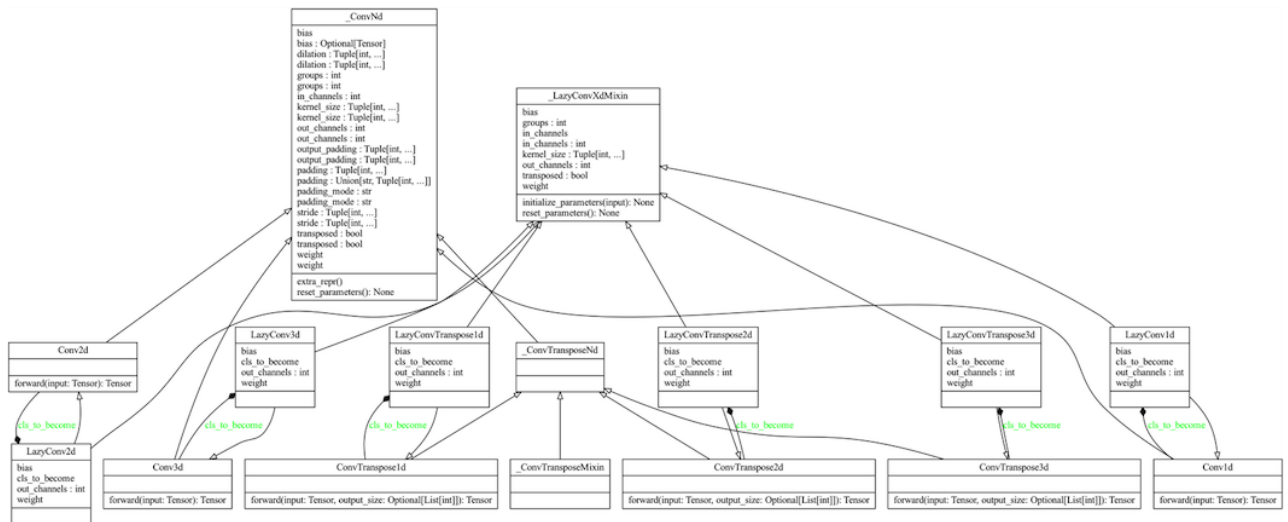 _ConvNd
bias
bias : Optional[Tensor]
dilation : Tuple[int, ...]
dilation : Tuple[int, ...]
groups : int
groups : int
in_channels : int
kernel_size : Tuple[int, ...]
kernel_size : Tuple[int, ...]
out_channels : int
out_channels : int
output_padding : Tuple[int, ...]
output_padding : Tuple[int, ...]
padding : Tuple[int, ...]
padding : Union[str, Tuple[int, ...]]
padding_mode : str
padding_mode : str
stride : Tuple[int, ...]
stride : Tuple[int, ...]
transposed : bool
transposed : bool
weight
weight
extra_repr()
reset_parameters(): None
_LazyConvXdMixin
bias
groups : int
in_channels
in_channels : int
kernel_size : Tuple[int, ...]
out_channels : int
transposed : bool
weight
initialize_parameters(input): None
reset_parameters(): None
Conv2d
forward(input: Tensor): Tensor
LazyConv3d
bias
cls_to_become
out_channels : int
weight
LazyConvTranspose1d
bias
cls_to_become
out_channels : int
weight
_ConvTransposeNd
LazyConvTranspose2d
bias
cls_to_become
out_channels : int
weight
LazyConvTranspose3d
bias
cls_to_become
out_channels : int
weight
LazyConv1d
bias
cls_to_become
out_channels : int
weight
cls_to_become
cls_to_become
cls_to_become
cls_to_become
cls_to_become
cls_to_become
LazyConv2d
bias
cls_to_become
out_channels : int
weight
Conv3d
forward(input: Tensor): Tensor
ConvTranspose1d
forward(input: Tensor, output_size: Optional[List[int]]): Tensor
_ConvTransposeMixin
ConvTranspose2d
forward(input: Tensor, output_size: Optional[List[int]]): Tensor
ConvTranspose3d
forward(input: Tensor, output_size: Optional[List[int]]): Tensor
Conv1d
forward(input: Tensor): Tensor